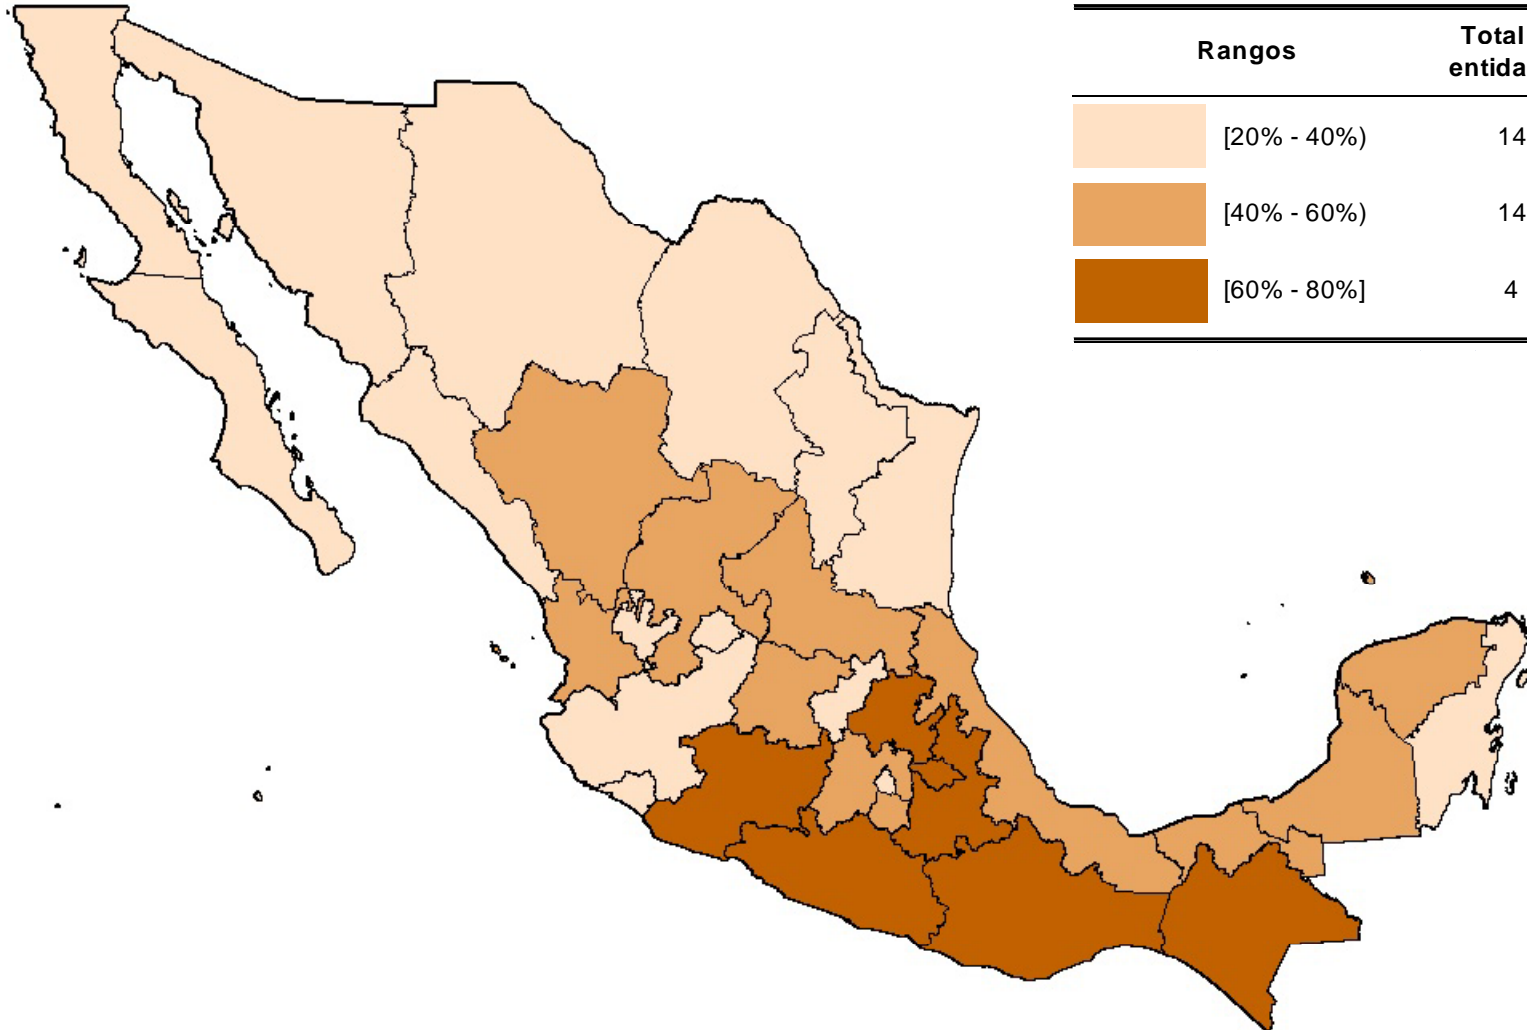 Rangos
Total
entida
[20% - 40%) 14
[40% - 60%) 14
[60% - 80%] 4